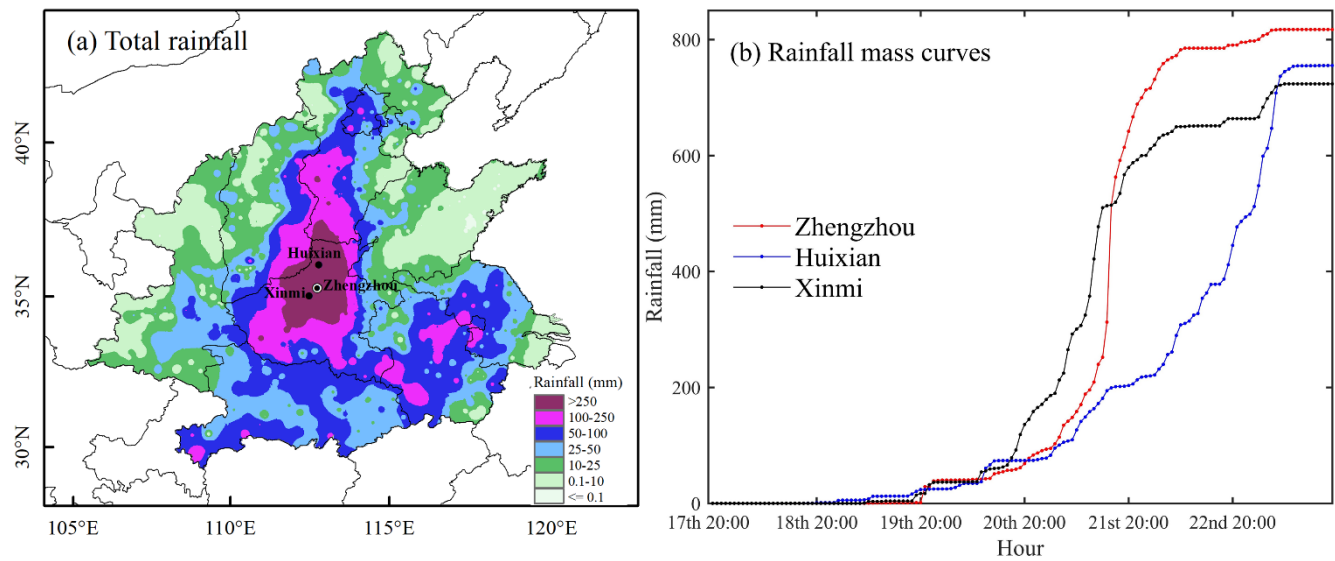 (a) Total rainfall
40°N
35°N
30°N
Huixian
Zhengzhou
Xinmi
Rainfall (mm)
>250
100-250
50-100
25-50
10-25
0.1-10
<= 0.1
105°E
110°E
115°E
120°E
(b) Rainfall mass curves
800
600
400
200
0
Rainfall (mm)
Zhengzhou
Huixian
Xinmi
17th 20:00
18th 20:00
19th 20:00
20th 20:00
21st 20:00
22nd 20:00
Hour